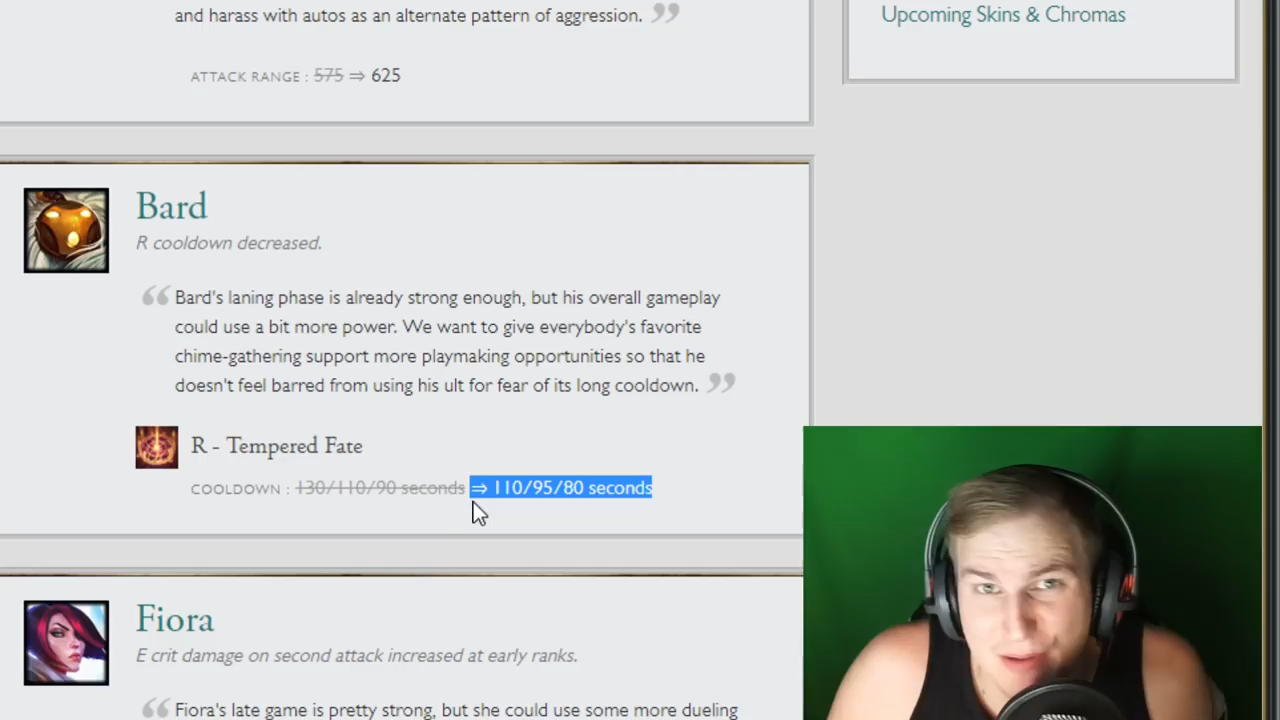 and harass with autos as an alternate pattern of aggression. ”
Upcoming Skins & Chromas
ATTACK RANGE : 575 ⇒ 625
Bard
R cooldown decreased.
“ Bard's laning phase is already strong enough, but his overall gameplay
could use a bit more power. We want to give everybody's favorite
chime-gathering support more playmaking opportunities so that he
doesn't feel barred from using his ult for fear of its long cooldown. ”
R - Tempered Fate
COOLDOWN : 130/110/90 seconds ⇒ 110/95/80 seconds
Fiora
E crit damage on second attack increased at early ranks.
“ Fiora's late game is pretty strong, but she could use some more dueling